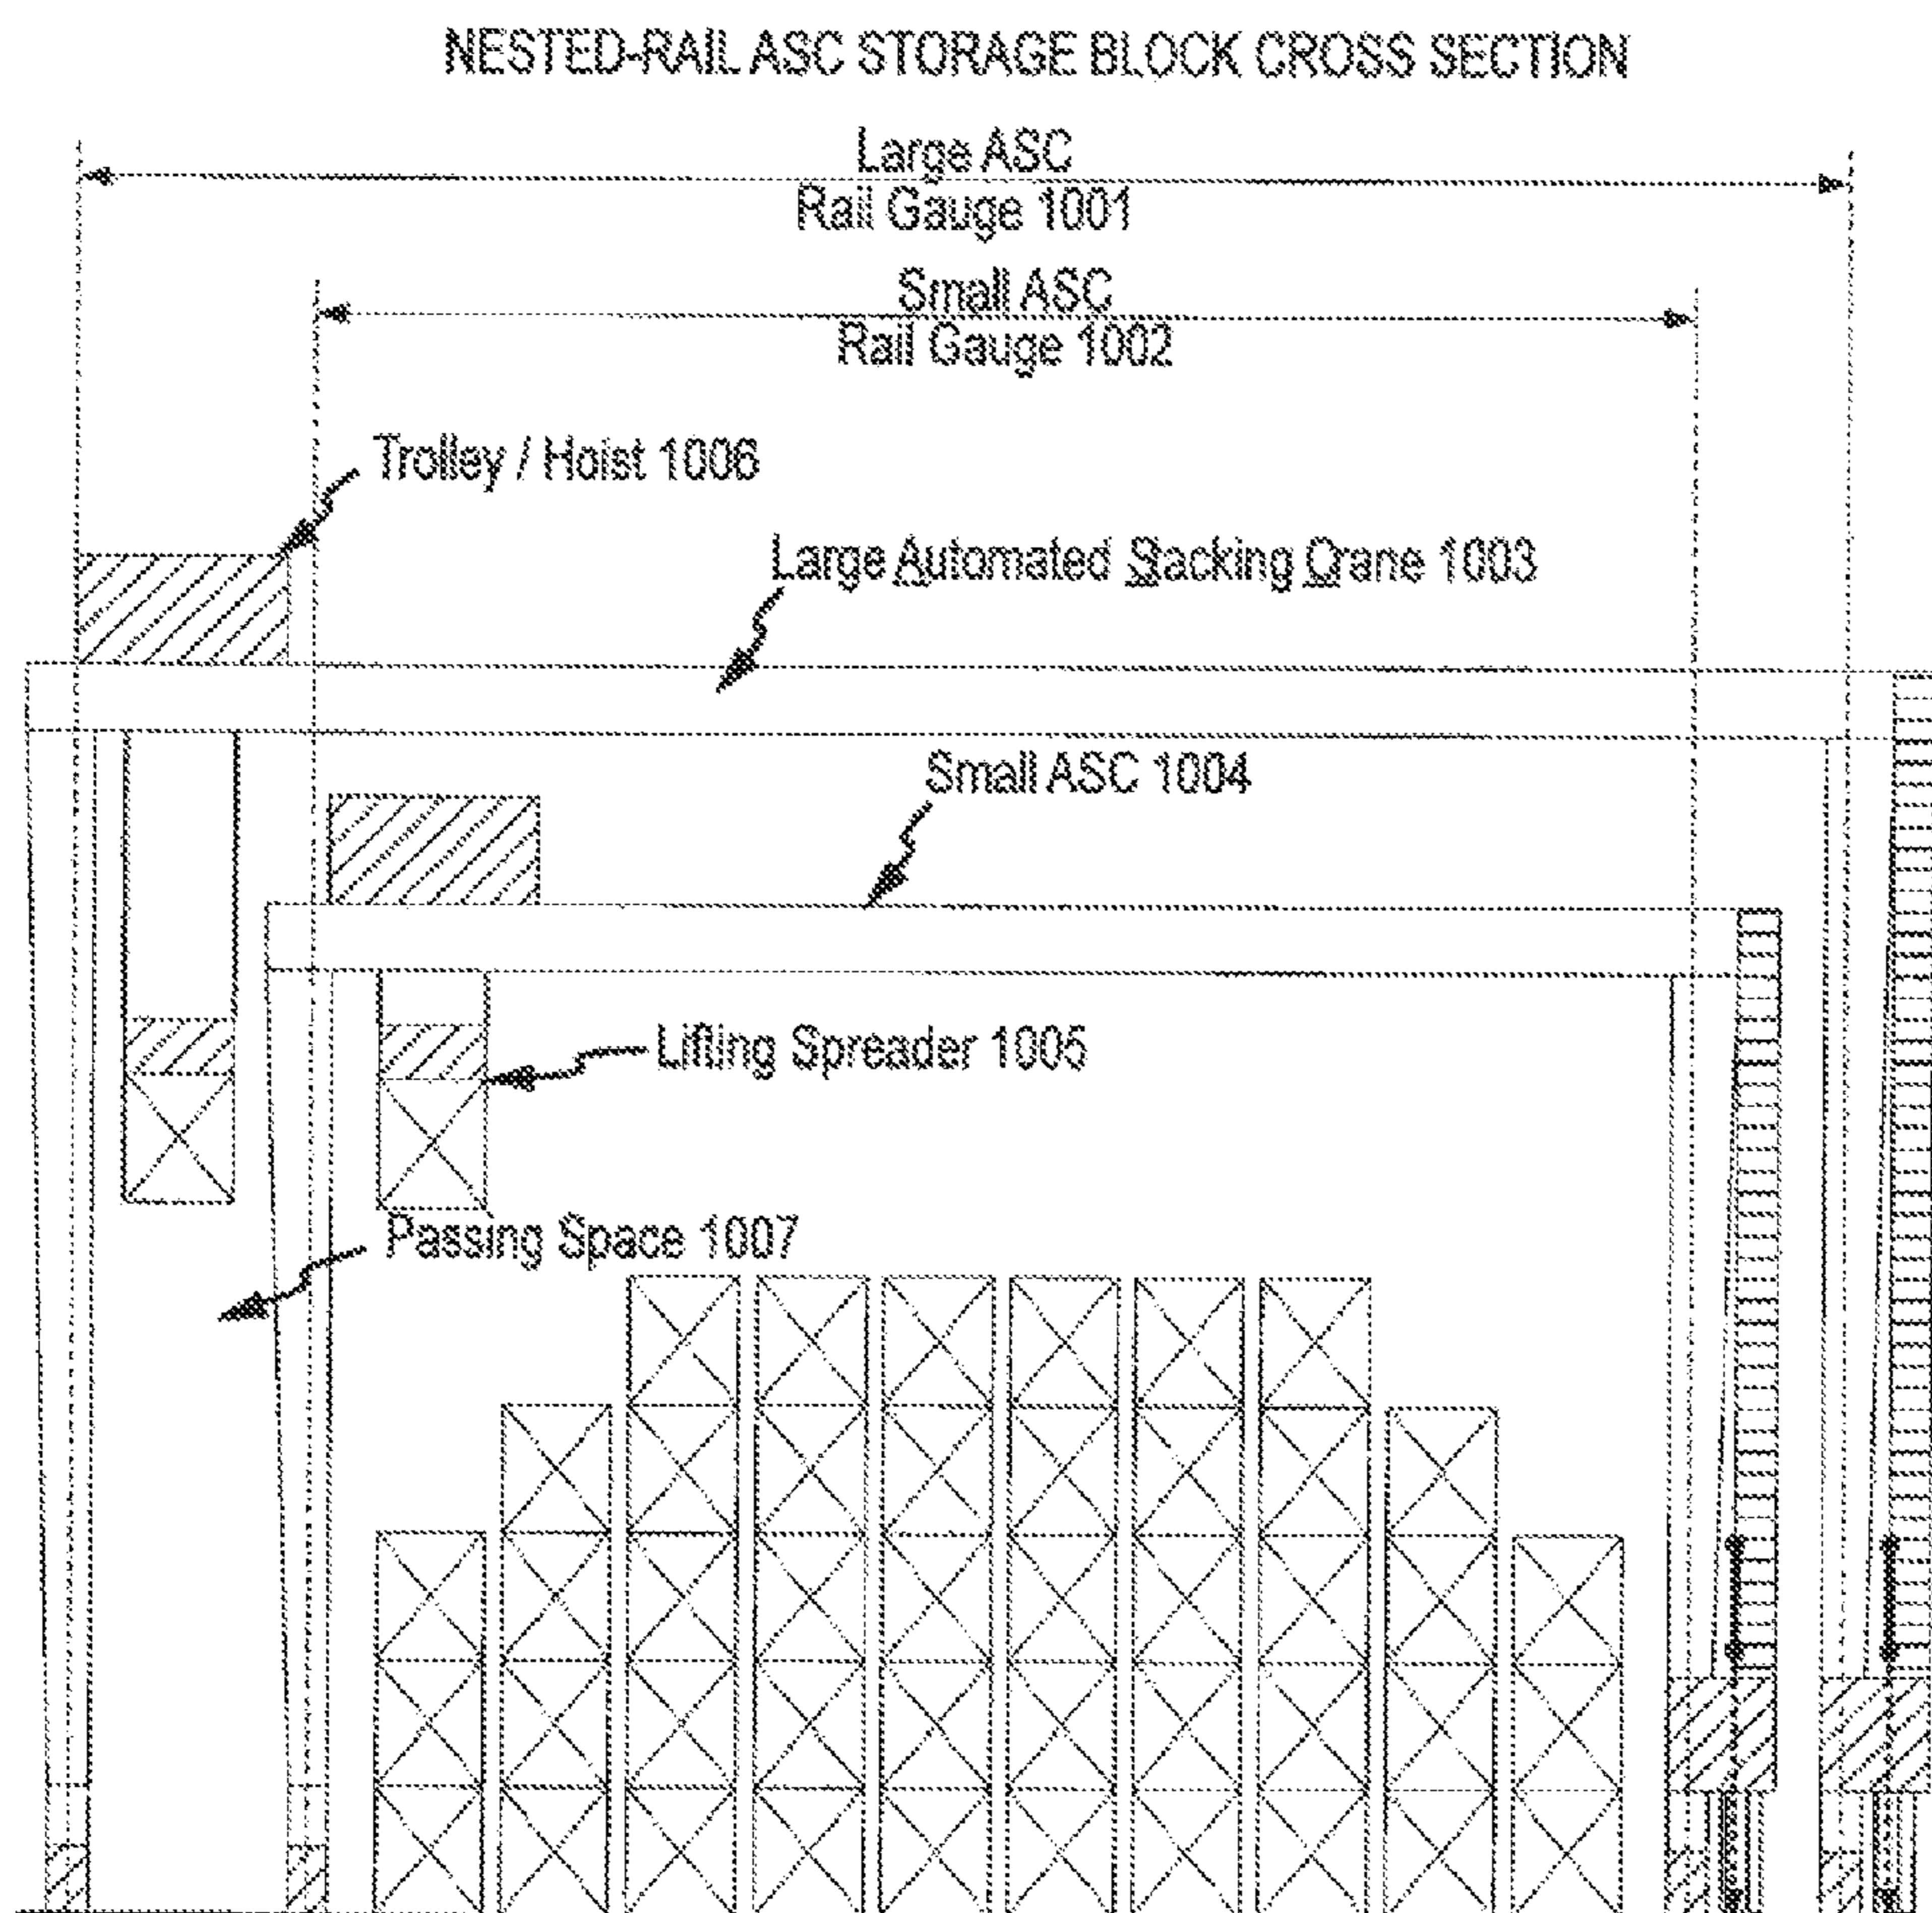 NESTED-RAIL ASC STORAGE BLOCK CROSS SECTION
Large ASC
Rail Gauge 1001
Small ASC
Rail Gauge 1002
Trolley / Hoist 1006
Large Automated Stacking Crane 1003
Small ASC 1004
Lifting Spreader 1005
Passing Space 1007